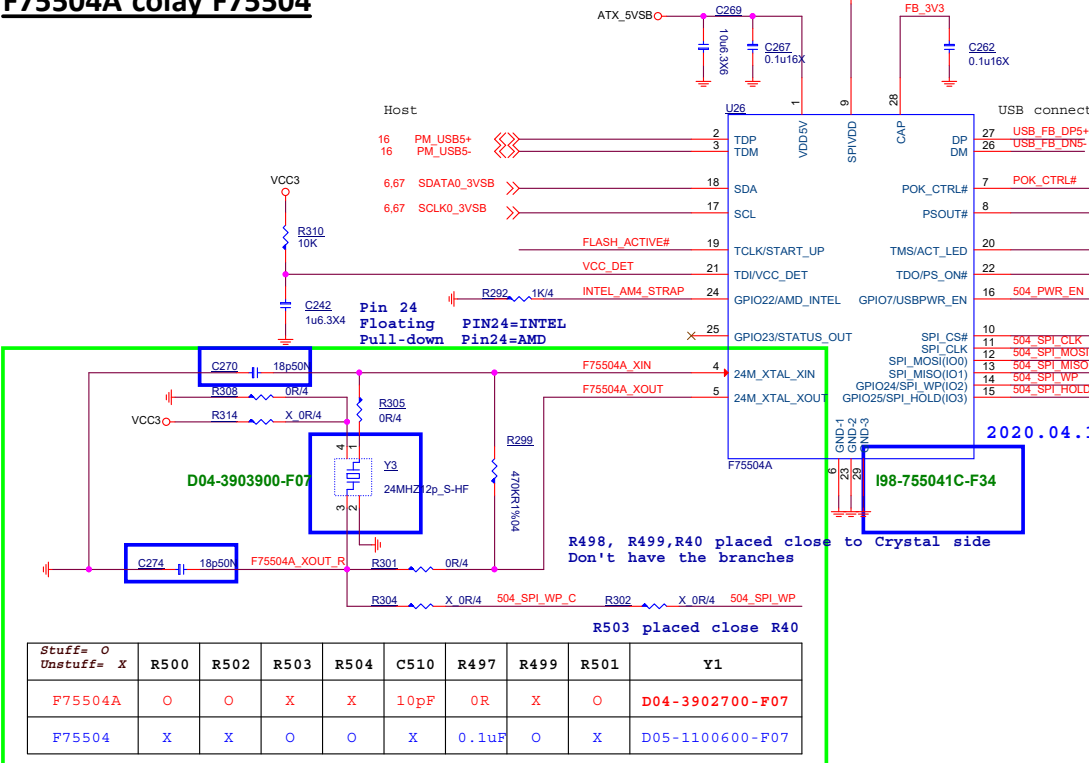 F75504A colay F75504
ATX_5VSB
C269
10u6.3X6
C267
0.1u16X
FB_3V3
C262
0.1u16X
Host
U26
USB connect
1
9
28
VDD5V
SPIVDD
CAP
16 PM_USB5+
16 PM_USB5-
2 TDP
3 TDM
DP 27 USB_FB_DP5+
DM 26 USB_FB_DN5-
6,67 SDATA0_3VSB
18 SDA
POK_CTRL# 7 POK_CTRL#
6,67 SCLK0_3VSB
17 SCL
PSOUT# 8
VCC3
R310
10K
FLASH_ACTIVE# 19 TCLK/START_UP
TMS/ACT_LED 20
VCC_DET 21 TDI/VCC_DET
TDO/PS_ON# 22
C242
1u6.3X4
R292 1K/4 INTEL_AM4_STRAP 24 GPIO22/AMD_INTEL
GPIO7/USBPWR_EN 16 504_PWR_EN
Pin 24
Floating PIN24=INTEL
Pull-down Pin24=AMD
25 GPIO23/STATUS_OUT
SPI_CS# 10
SPI_CLK 11 504_SPI_CLK
SPI_MOSI(IO0) 12 504_SPI_MOSI
SPI_MISO(IO1) 13 504_SPI_MISO
GPIO24/SPI_WP(IO2) 14 504_SPI_WP
GPIO25/SPI_HOLD(IO3) 15 504_SPI_HOLD
F75504A_XIN 4 24M_XTAL_XIN
F75504A_XOUT 5 24M_XTAL_XOUT
GND-1
GND-2
GND-3
6
23
29
F75504A
2020.04.1
I98-755041C-F34
C270 18p50N
R308 0R/4
VCC3
R314 X_0R/4
R305
0R/4
R299
470KR1%04
4
1
Y3
24MHZ12p_S-HF
3
2
D04-3903900-F07
C274 18p50N
F75504A_XOUT_R
R301 0R/4
R498, R499,R40 placed close to Crystal side
Don't have the branches
R304 X_0R/4 504_SPI_WP_C R302 X_0R/4 504_SPI_WP
R503 placed close R40
Stuff= O
Unstuff= X
R500 R502 R503 R504 C510 R497 R499 R501 Y1
F75504A O O X X 10pF 0R X O D04-3902700-F07
F75504 X X O O X 0.1uF O X D05-1100600-F07